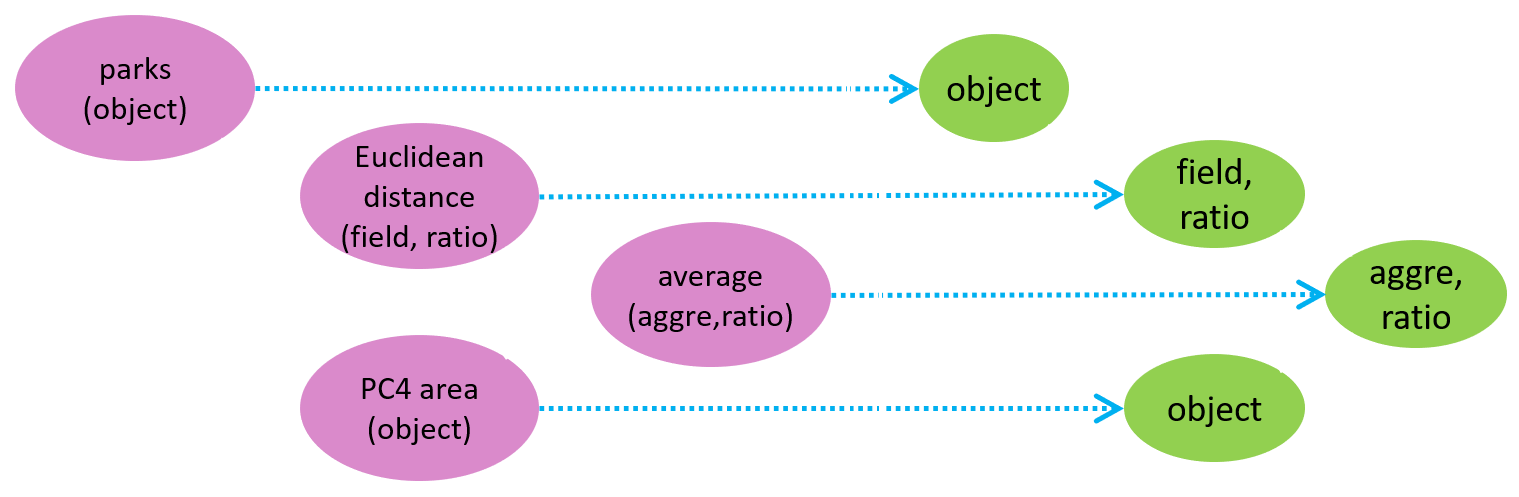 parks
(object)
object
Euclidean
distance
(field, ratio)
field,
ratio
average
(aggre,ratio)
aggre,
ratio
PC4 area
(object)
object